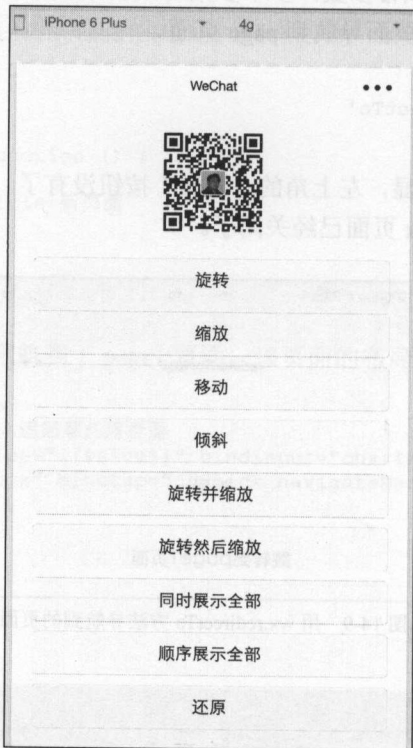 iPhone 6 Plus 4g
WeChat
旋转
缩放
移动
倾斜
旋转并缩放
旋转然后缩放
同时展示全部
顺序展示全部
还原